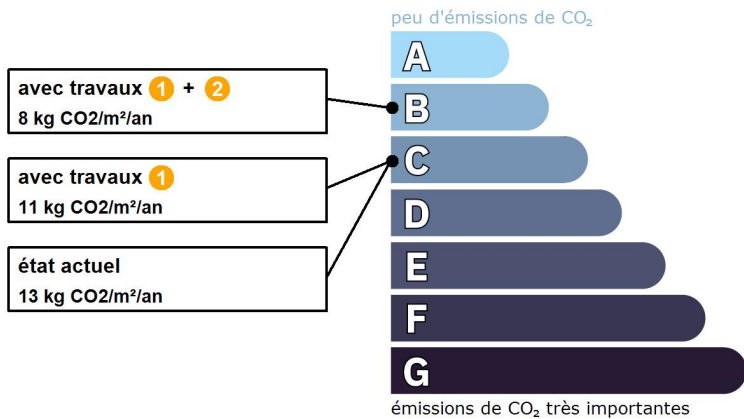 peu d'émissions de CO₂
A
avec travaux 1 + 2
8 kg CO2/m²/an
B
avec travaux 1
11 kg CO2/m²/an
C
D
état actuel
13 kg CO2/m²/an
E
F
G
émissions de CO₂ très importantes